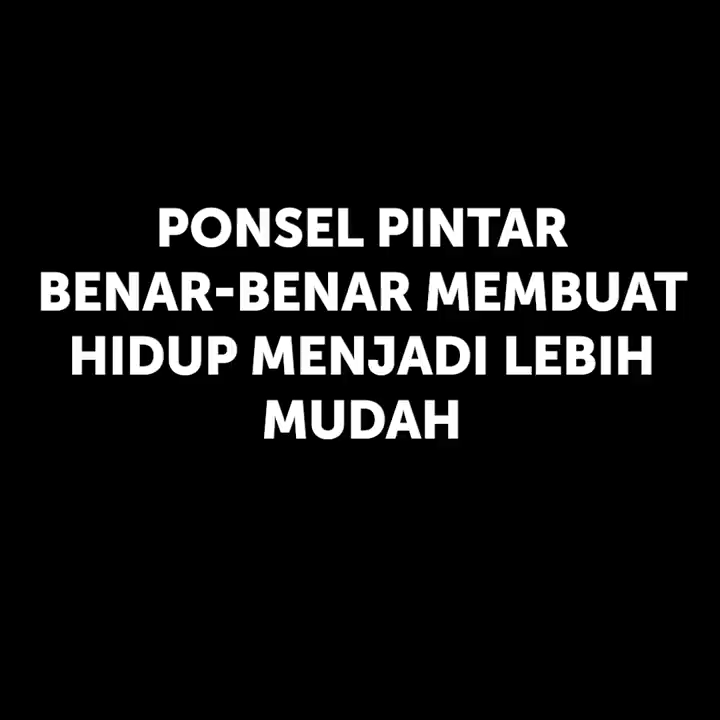 PONSEL PINTAR
BENAR-BENAR MEMBUAT
HIDUP MENJADI LEBIH
MUDAH